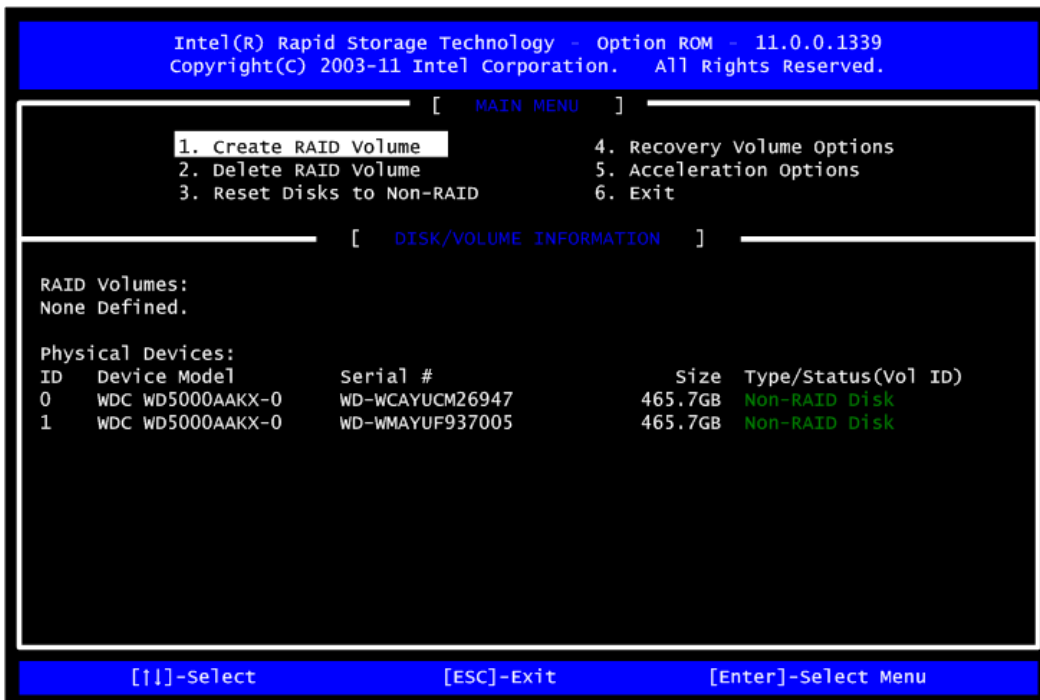 Intel(R) Rapid Storage Technology - Option ROM - 11.0.0.1339
Copyright(C) 2003-11 Intel Corporation. All Rights Reserved.
[ MAIN MENU ]
1. Create RAID Volume
2. Delete RAID Volume
3. Reset Disks to Non-RAID
4. Recovery Volume Options
5. Acceleration Options
6. Exit
[ DISK/VOLUME INFORMATION ]
RAID Volumes:
None Defined.
Physical Devices:
ID Device Model Serial # Size Type/Status(Vol ID)
0 WDC WD5000AAKX-0 WD-WCAYUCM26947 465.7GB Non-RAID Disk
1 WDC WD5000AAKX-0 WD-WMAYUF937005 465.7GB Non-RAID Disk
[↑↓]-Select [ESC]-Exit [Enter]-Select Menu